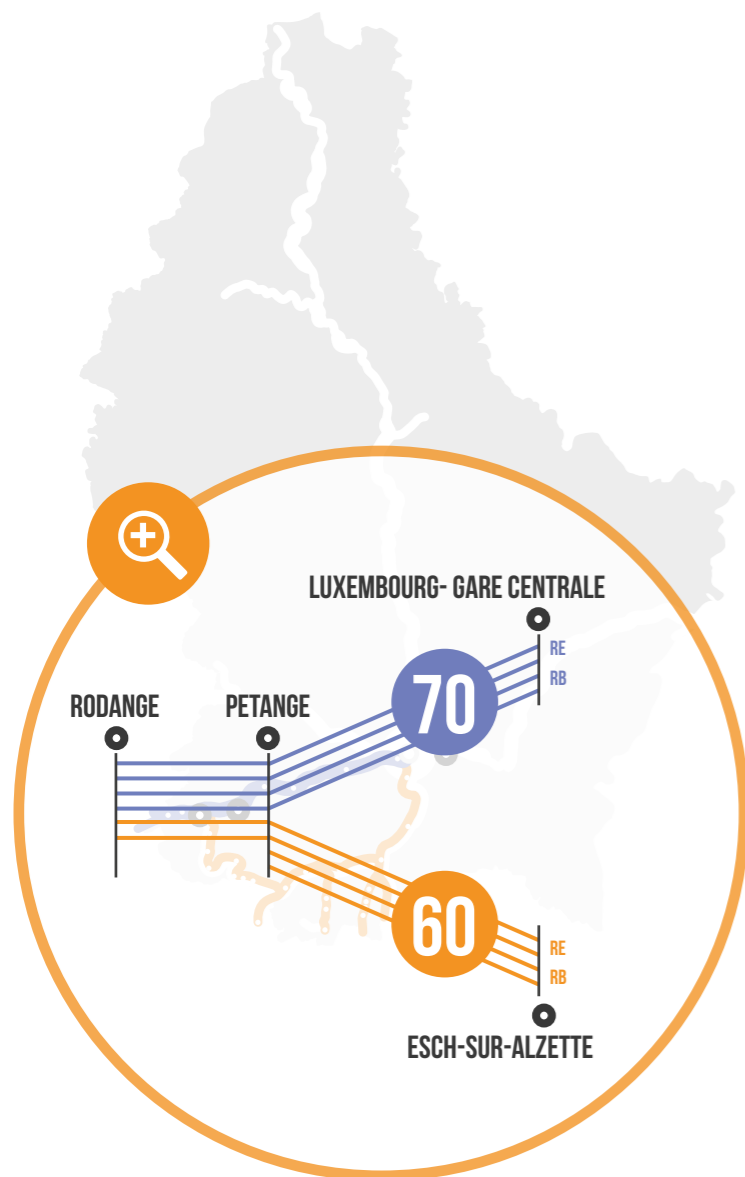 LUXEMBOURG- GARE CENTRALE
RE
70
RB
RODANGE
PETANGE
60
RE
RB
ESCH-SUR-ALZETTE